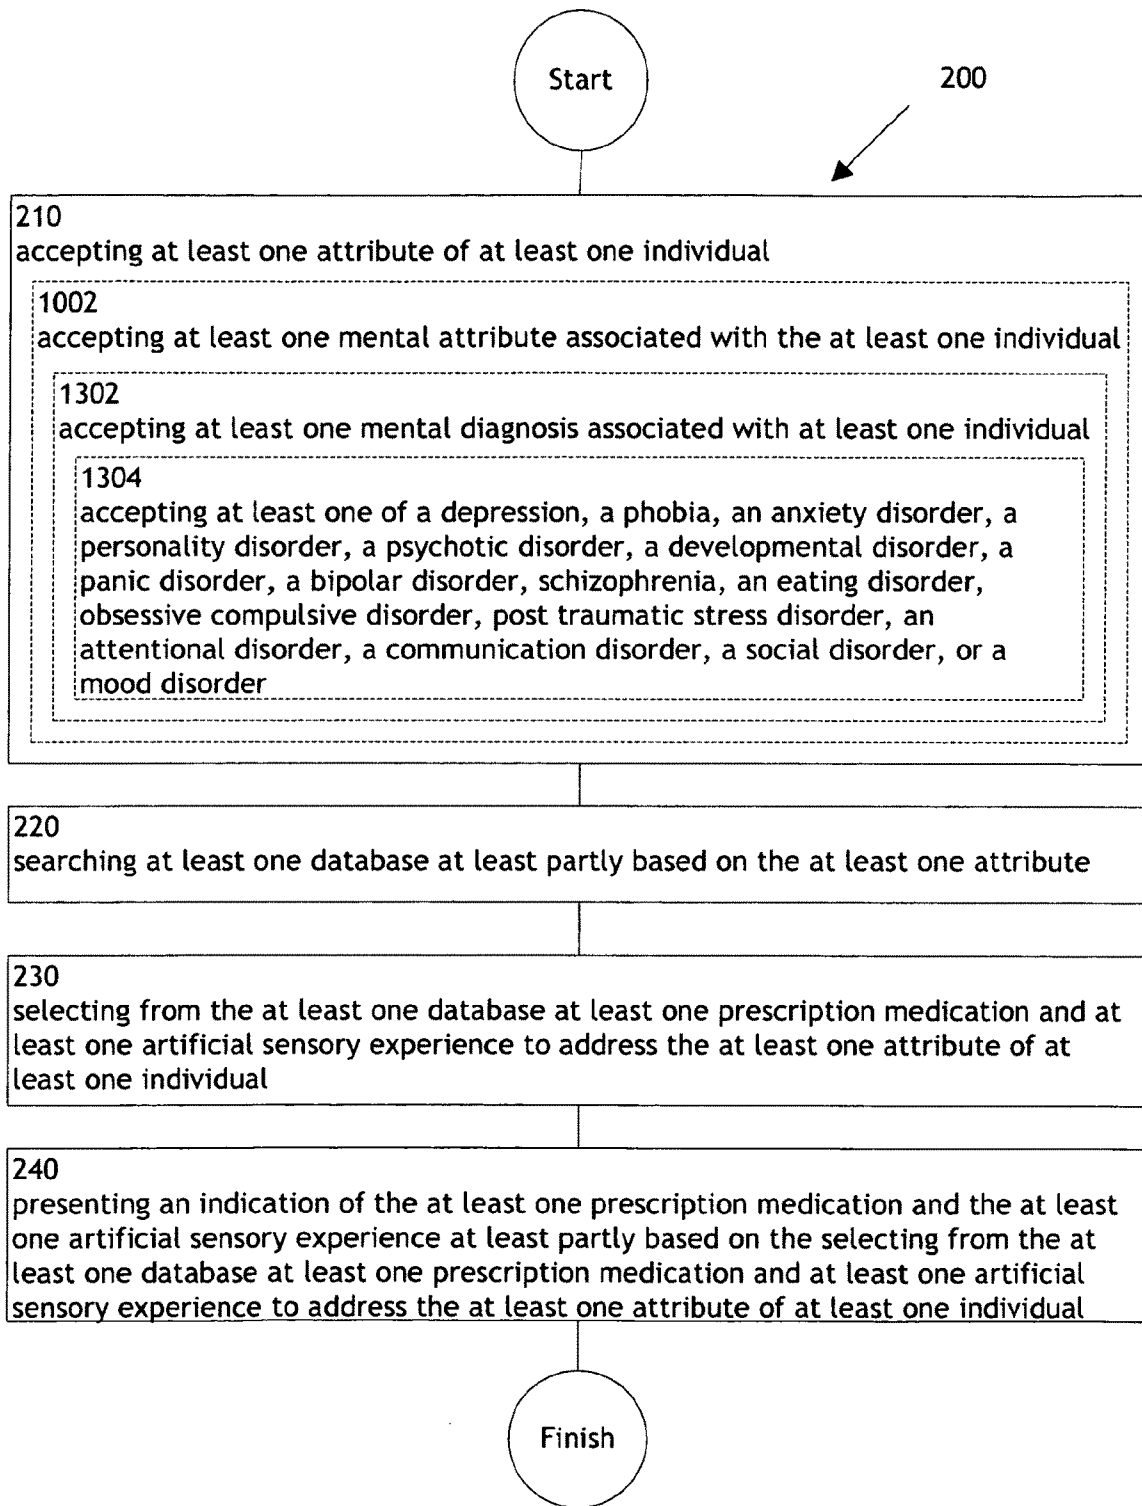 Start
200
210
accepting at least one attribute of at least one individual
1002
accepting at least one mental attribute associated with the at least one individual
1302
accepting at least one mental diagnosis associated with at least one individual
1304
accepting at least one of a depression, a phobia, an anxiety disorder, a
personality disorder, a psychotic disorder, a developmental disorder, a
panic disorder, a bipolar disorder, schizophrenia, an eating disorder,
obsessive compulsive disorder, post traumatic stress disorder, an
attentional disorder, a communication disorder, a social disorder, or a
mood disorder
220
searching at least one database at least partly based on the at least one attribute
230
selecting from the at least one database at least one prescription medication and at
least one artificial sensory experience to address the at least one attribute of at
least one individual
240
presenting an indication of the at least one prescription medication and the at least
one artificial sensory experience at least partly based on the selecting from the at
least one database at least one prescription medication and at least one artificial
sensory experience to address the at least one attribute of at least one individual
Finish